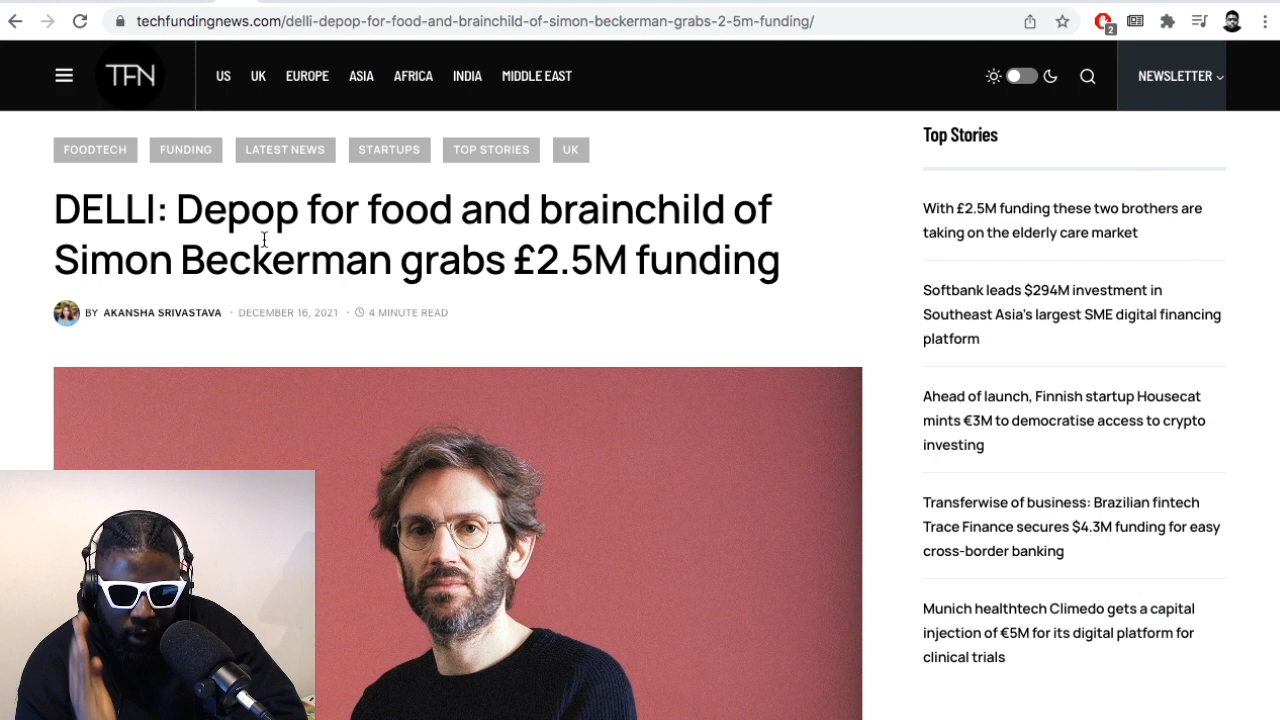 techfundingnews.com/delli-depop-for-food-and-brainchild-of-simon-beckerman-grabs-2-5m-funding/
2
TFN
US UK EUROPE ASIA AFRICA INDIA MIDDLE EAST
NEWSLETTER
FOODTECH FUNDING LATEST NEWS STARTUPS TOP STORIES UK
DELLI: Depop for food and brainchild of
Simon Beckerman grabs £2.5M funding
BY AKANSHA SRIVASTAVA · DECEMBER 16, 2021 · 4 MINUTE READ
Top Stories
With £2.5M funding these two brothers are
taking on the elderly care market
Softbank leads $294M investment in
Southeast Asia's largest SME digital financing
platform
Ahead of launch, Finnish startup Housecat
mints €3M to democratise access to crypto
investing
Transferwise of business: Brazilian fintech
Trace Finance secures $4.3M funding for easy
cross-border banking
Munich healthtech Climedo gets a capital
injection of €5M for its digital platform for
clinical trials